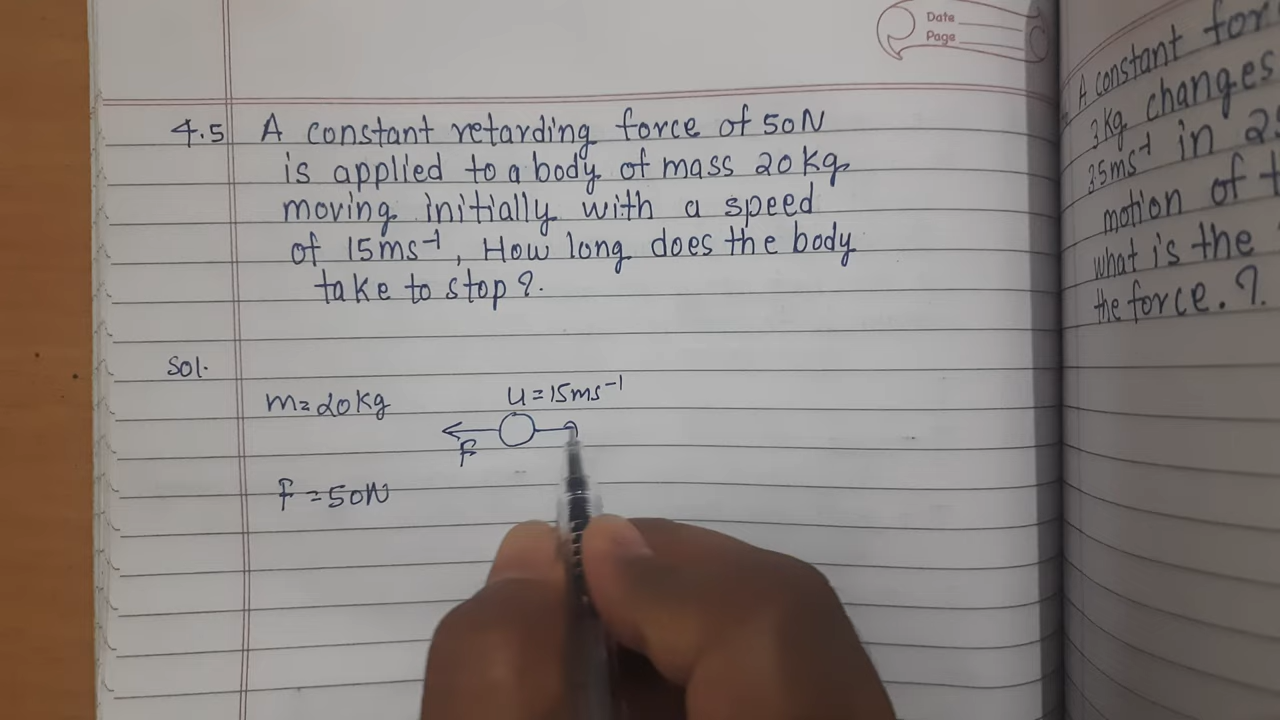 Date
Page
4.5 A constant retarding force of 50N
is applied to a body of mass 20kg
moving initially with a speed
of 15ms⁻¹, How long does the body
take to stop?.
Sol.
m=20kg
u=15ms⁻¹
F
F=50N
A constant for
3kg changes
3.5ms⁻¹ in 2
motion of t
what is the
the force.?